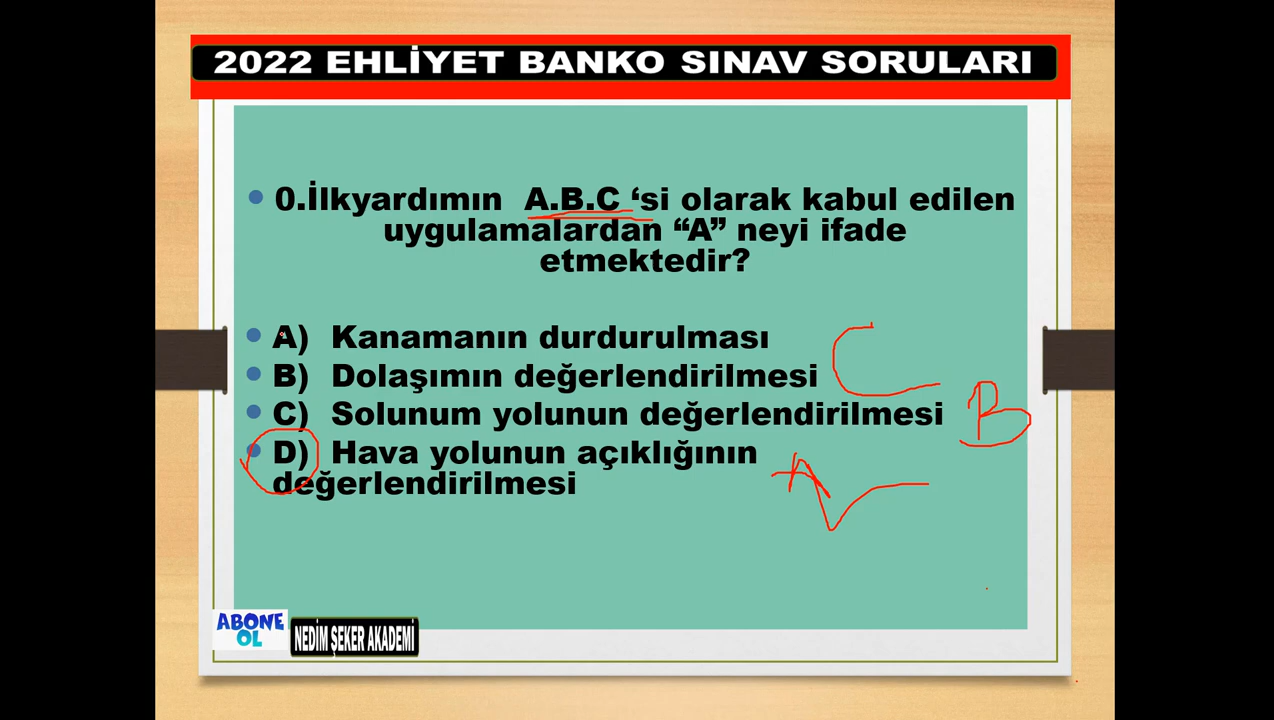 2022 EHLİYET BANKO SINAV SORULARI
0.İlkyardımın A.B.C ‘si olarak kabul edilen
uygulamalardan “A” neyi ifade
etmektedir?
A) Kanamanın durdurulması
B) Dolaşımın değerlendirilmesi
C
C) Solunum yolunun değerlendirilmesi
B
D) Hava yolunun açıklığının
değerlendirilmesi
A
ABONE
OL
NEDİM ŞEKER AKADEMİ